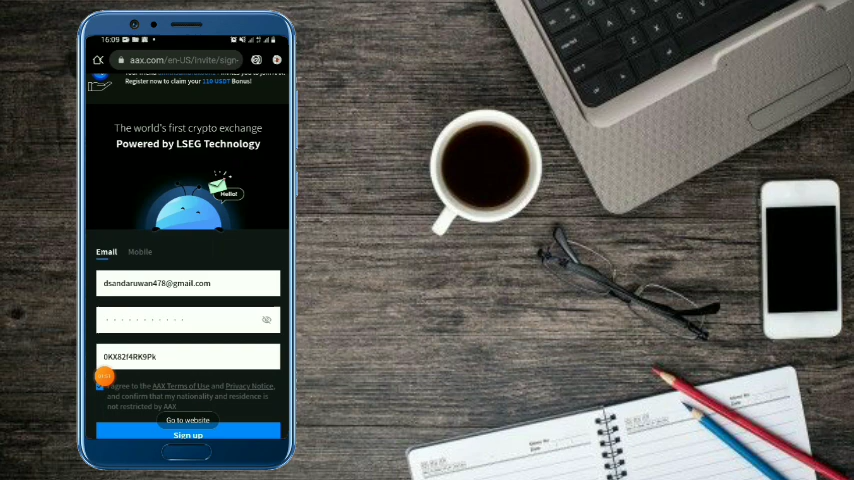 16:09
aax.com/en-US/invite/sign-
Register now to claim your 110 USDT Bonus!
The world's first crypto exchange
Powered by LSEG Technology
Hello!
Email Mobile
dsandaruwan478@gmail.com
0KX82f4RK9Pk
I agree to the AAX Terms of Use and Privacy Notice,
and confirm that my nationality and residence is
not restricted by AAX
Go to website
Sign up